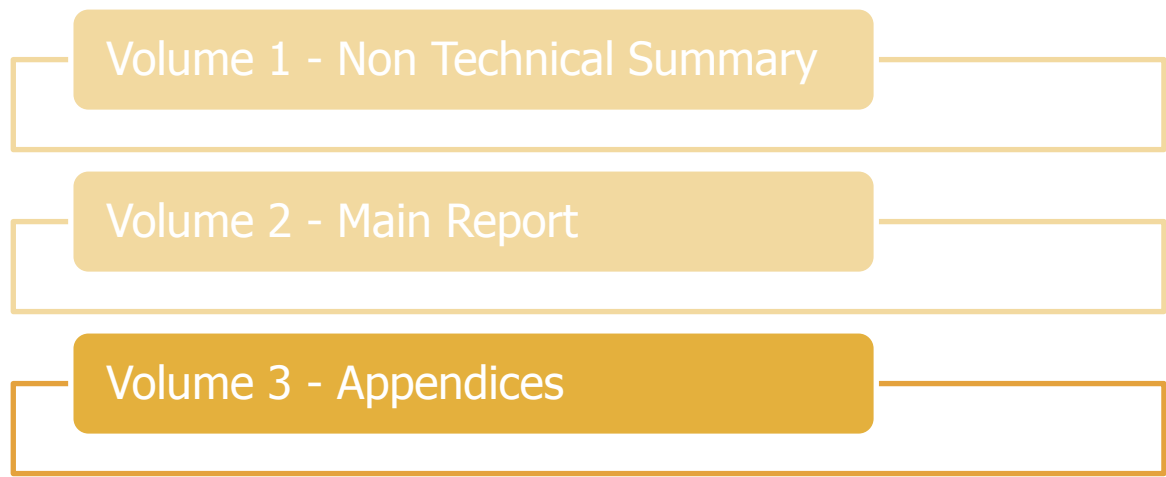 Volume 1 - Non Technical Summary
Volume 2 - Main Report
Volume 3 - Appendices